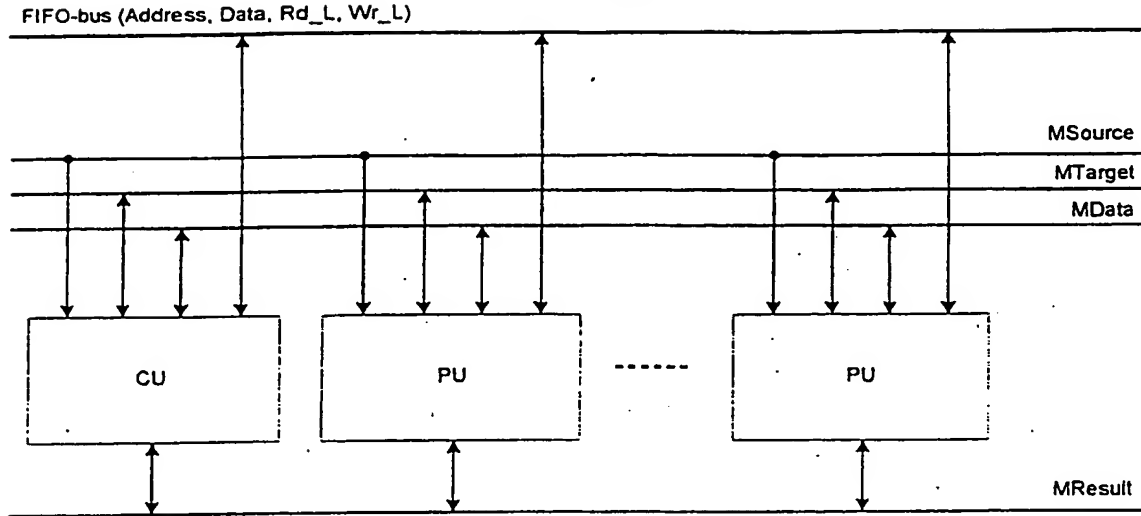 FIFO-bus (Address, Data, Rd_L, Wr_L)
MSource
MTarget
MData
CU
PU
PU
MResult